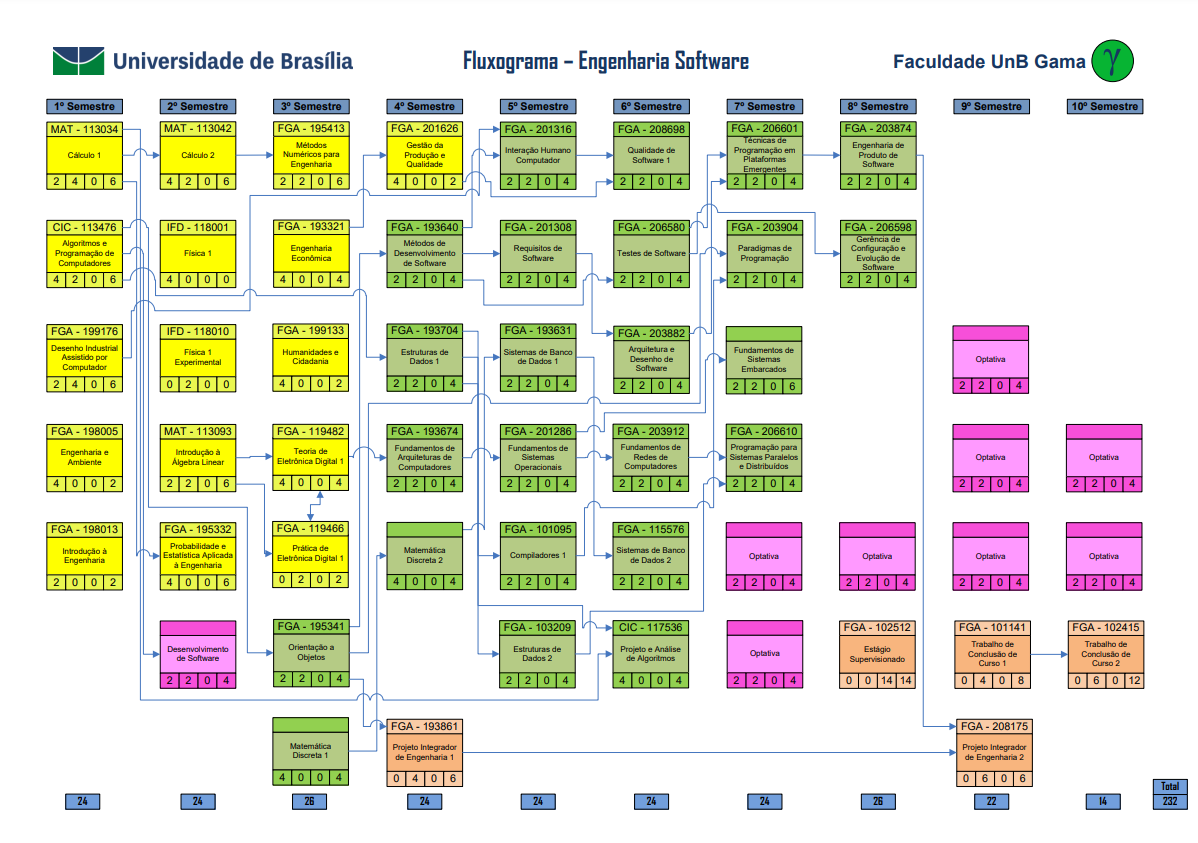 Universidade de Brasília
Fluxograma – Engenharia Software
Faculdade UnB Gama
γ
1º Semestre
2º Semestre
3º Semestre
4º Semestre
5º Semestre
6º Semestre
7º Semestre
8º Semestre
9º Semestre
10º Semestre
MAT - 113034
Cálculo 1
2 4 0 6
MAT - 113042
Cálculo 2
4 2 0 6
FGA - 195413
Métodos
Numéricos para
Engenharia
2 2 0 6
FGA - 201626
Gestão da
Produção e
Qualidade
4 0 0 2
FGA - 201316
Interação Humano
Computador
2 2 0 4
FGA - 208698
Qualidade de
Software 1
2 2 0 4
FGA - 206601
Técnicas de
Programação em
Plataformas
Emergentes
2 2 0 4
FGA - 203874
Engenharia de
Produto de
Software
2 2 0 4
CIC - 113476
Algoritmos e
Programação de
Computadores
4 2 0 6
IFD - 118001
Física 1
4 0 0 0
FGA - 193321
Engenharia
Econômica
4 0 0 4
FGA - 193640
Métodos de
Desenvolvimento
de Software
2 2 0 4
FGA - 201308
Requisitos de
Software
2 2 0 4
FGA - 206580
Testes de Software
2 2 0 4
FGA - 203904
Paradigmas de
Programação
2 2 0 4
FGA - 206598
Gerência de
Configuração e
Evolução de
Software
2 2 0 4
FGA - 199176
Desenho Industrial
Assistido por
Computador
2 4 0 6
IFD - 118010
Física 1
Experimental
0 2 0 0
FGA - 199133
Humanidades e
Cidadania
4 0 0 2
FGA - 193704
Estruturas de
Dados 1
2 2 0 4
FGA - 193631
Sistemas de Banco
de Dados 1
2 2 0 4
FGA - 203882
Arquitetura e
Desenho de
Software
2 2 0 4
Fundamentos de
Sistemas
Embarcados
2 2 0 6
Optativa
2 2 0 4
FGA - 198005
Engenharia e
Ambiente
4 0 0 2
MAT - 113093
Introdução à
Álgebra Linear
2 2 0 6
FGA - 119482
Teoria de
Eletrônica Digital 1
4 0 0 4
FGA - 193674
Fundamentos de
Arquiteturas de
Computadores
2 2 0 4
FGA - 201286
Fundamentos de
Sistemas
Operacionais
2 2 0 4
FGA - 203912
Fundamentos de
Redes de
Computadores
2 2 0 4
FGA - 206610
Programação para
Sistemas Paralelos
e Distribuídos
2 2 0 4
Optativa
2 2 0 4
Optativa
2 2 0 4
FGA - 198013
Introdução à
Engenharia
2 0 0 2
FGA - 195332
Probabilidade e
Estatística Aplicada
à Engenharia
4 0 0 6
FGA - 119466
Prática de
Eletrônica Digital 1
0 2 0 2
Matemática
Discreta 2
4 0 0 4
FGA - 101095
Compiladores 1
2 2 0 4
FGA - 115576
Sistemas de Banco
de Dados 2
2 2 0 4
Optativa
2 2 0 4
Optativa
2 2 0 4
Optativa
2 2 0 4
Optativa
2 2 0 4
Desenvolvimento
de Software
2 2 0 4
FGA - 195341
Orientação a
Objetos
2 2 0 4
FGA - 103209
Estruturas de
Dados 2
2 2 0 4
CIC - 117536
Projeto e Análise
de Algoritmos
4 0 0 4
Optativa
2 2 0 4
FGA - 102512
Estágio
Supervisionado
0 0 14 14
FGA - 101141
Trabalho de
Conclusão de
Curso 1
0 4 0 8
FGA - 102415
Trabalho de
Conclusão de
Curso 2
0 6 0 12
Matemática
Discreta 1
4 0 0 4
FGA - 193861
Projeto Integrador
de Engenharia 1
0 4 0 6
FGA - 208175
Projeto Integrador
de Engenharia 2
0 6 0 6
24
24
26
24
24
24
24
26
22
14
Total
232